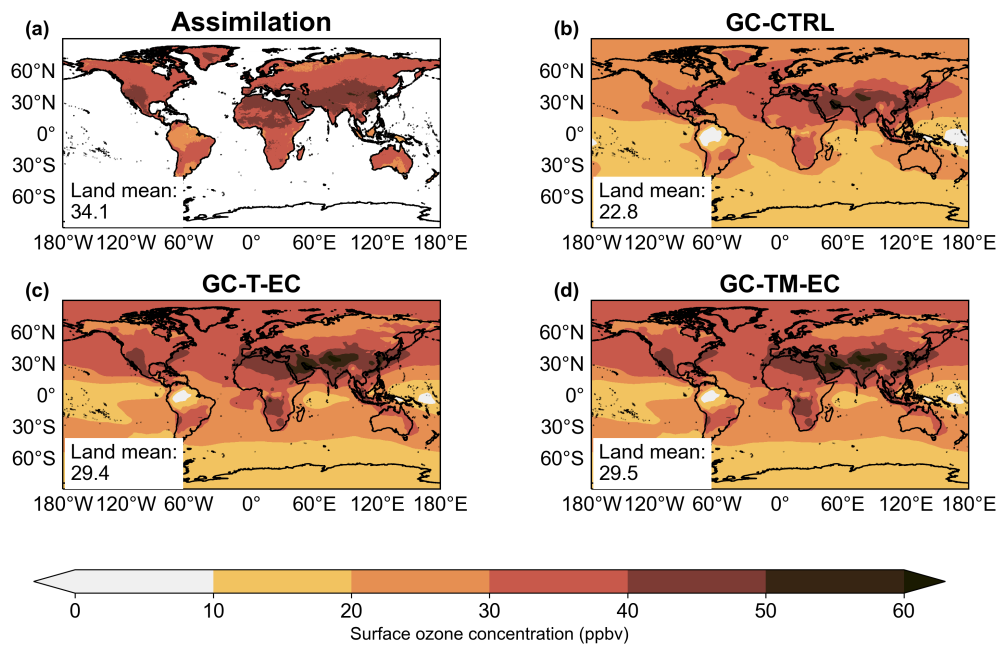 (a) Assimilation
60°N
30°N
0°
30°S
60°S
Land mean:
34.1
180°W 120°W 60°W 0° 60°E 120°E 180°E
(b) GC-CTRL
60°N
30°N
0°
30°S
60°S
Land mean:
22.8
180°W 120°W 60°W 0° 60°E 120°E 180°E
(c) GC-T-EC
60°N
30°N
0°
30°S
60°S
Land mean:
29.4
180°W 120°W 60°W 0° 60°E 120°E 180°E
(d) GC-TM-EC
60°N
30°N
0°
30°S
60°S
Land mean:
29.5
180°W 120°W 60°W 0° 60°E 120°E 180°E
0 10 20 30 40 50 60
Surface ozone concentration (ppbv)